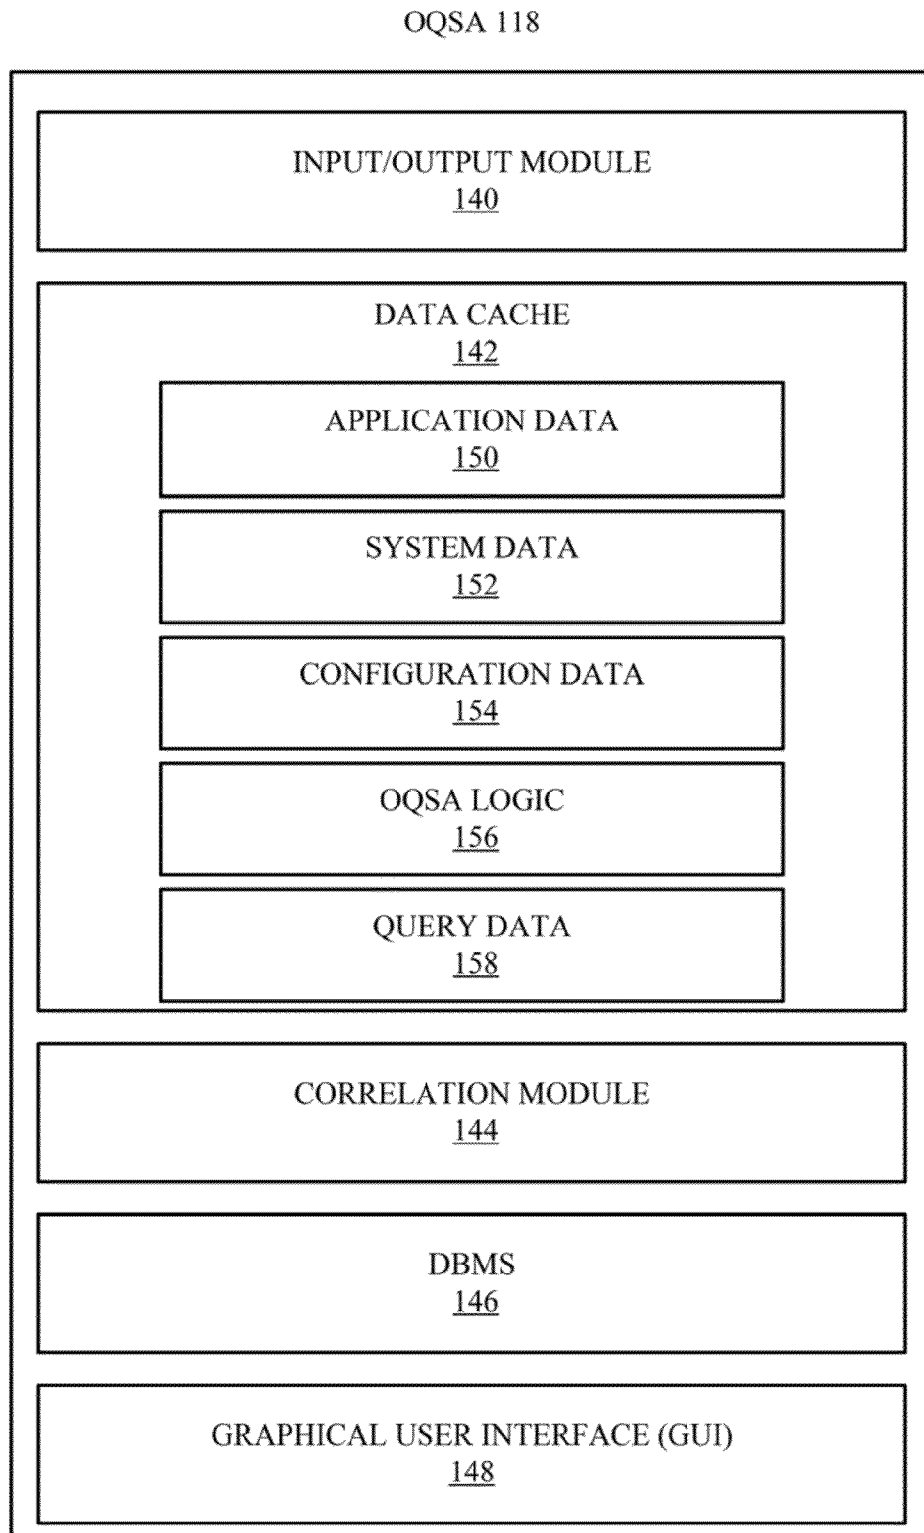 OQSA 118
INPUT/OUTPUT MODULE
140
DATA CACHE
142
APPLICATION DATA
150
SYSTEM DATA
152
CONFIGURATION DATA
154
OQSA LOGIC
156
QUERY DATA
158
CORRELATION MODULE
144
DBMS
146
GRAPHICAL USER INTERFACE (GUI)
148